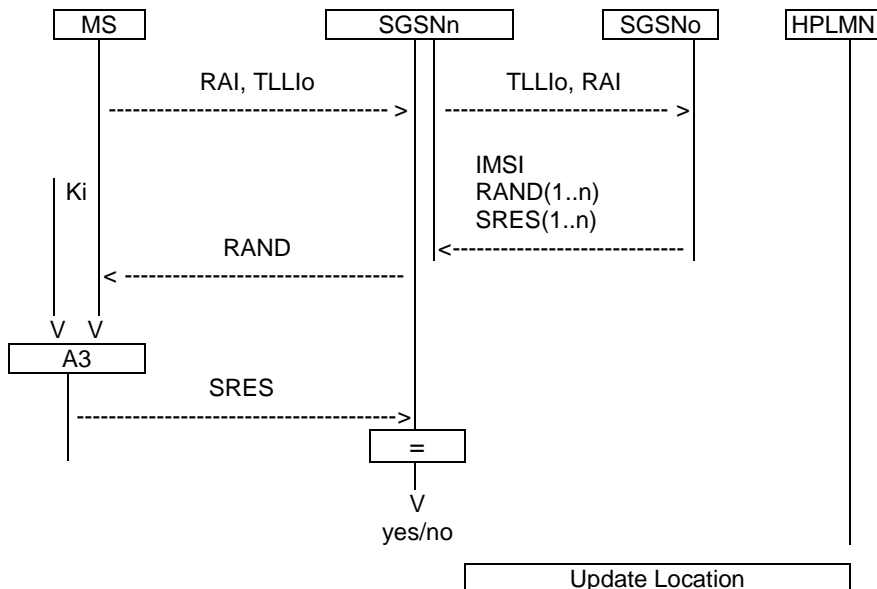 MS SGSNn SGSNo HPLMN
RAI, TLLIo TLLIo, RAI
-------------------------------------- > -------------------------------- >
IMSI
Ki RAND(1..n)
SRES(1..n)
RAND <--------------------------------
< ---------------------------------------
V V
A3
SRES
-------------------------------------------->
=
V
yes/no
Update Location